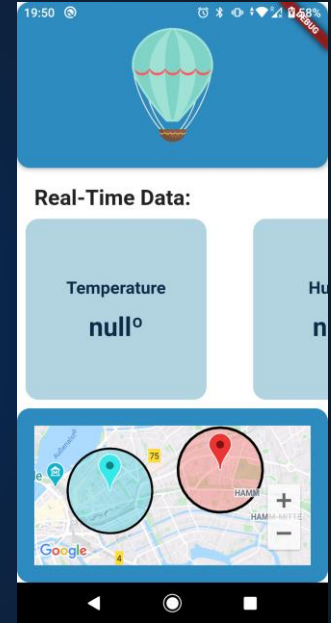 19:50
58%
DEBUG
Real-Time Data:
Temperature
Hu
nullº
n
75
HAMM
HAMM-MITTE
+
−
Google
4